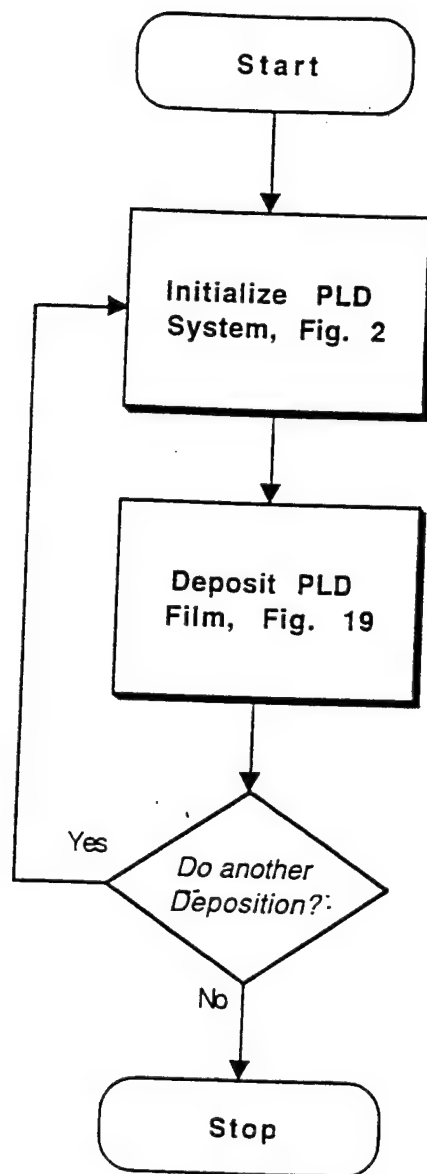 Start
Initialize PLD
System, Fig. 2
Deposit PLD
Film, Fig. 19
Yes
Do another
Deposition?
No
Stop